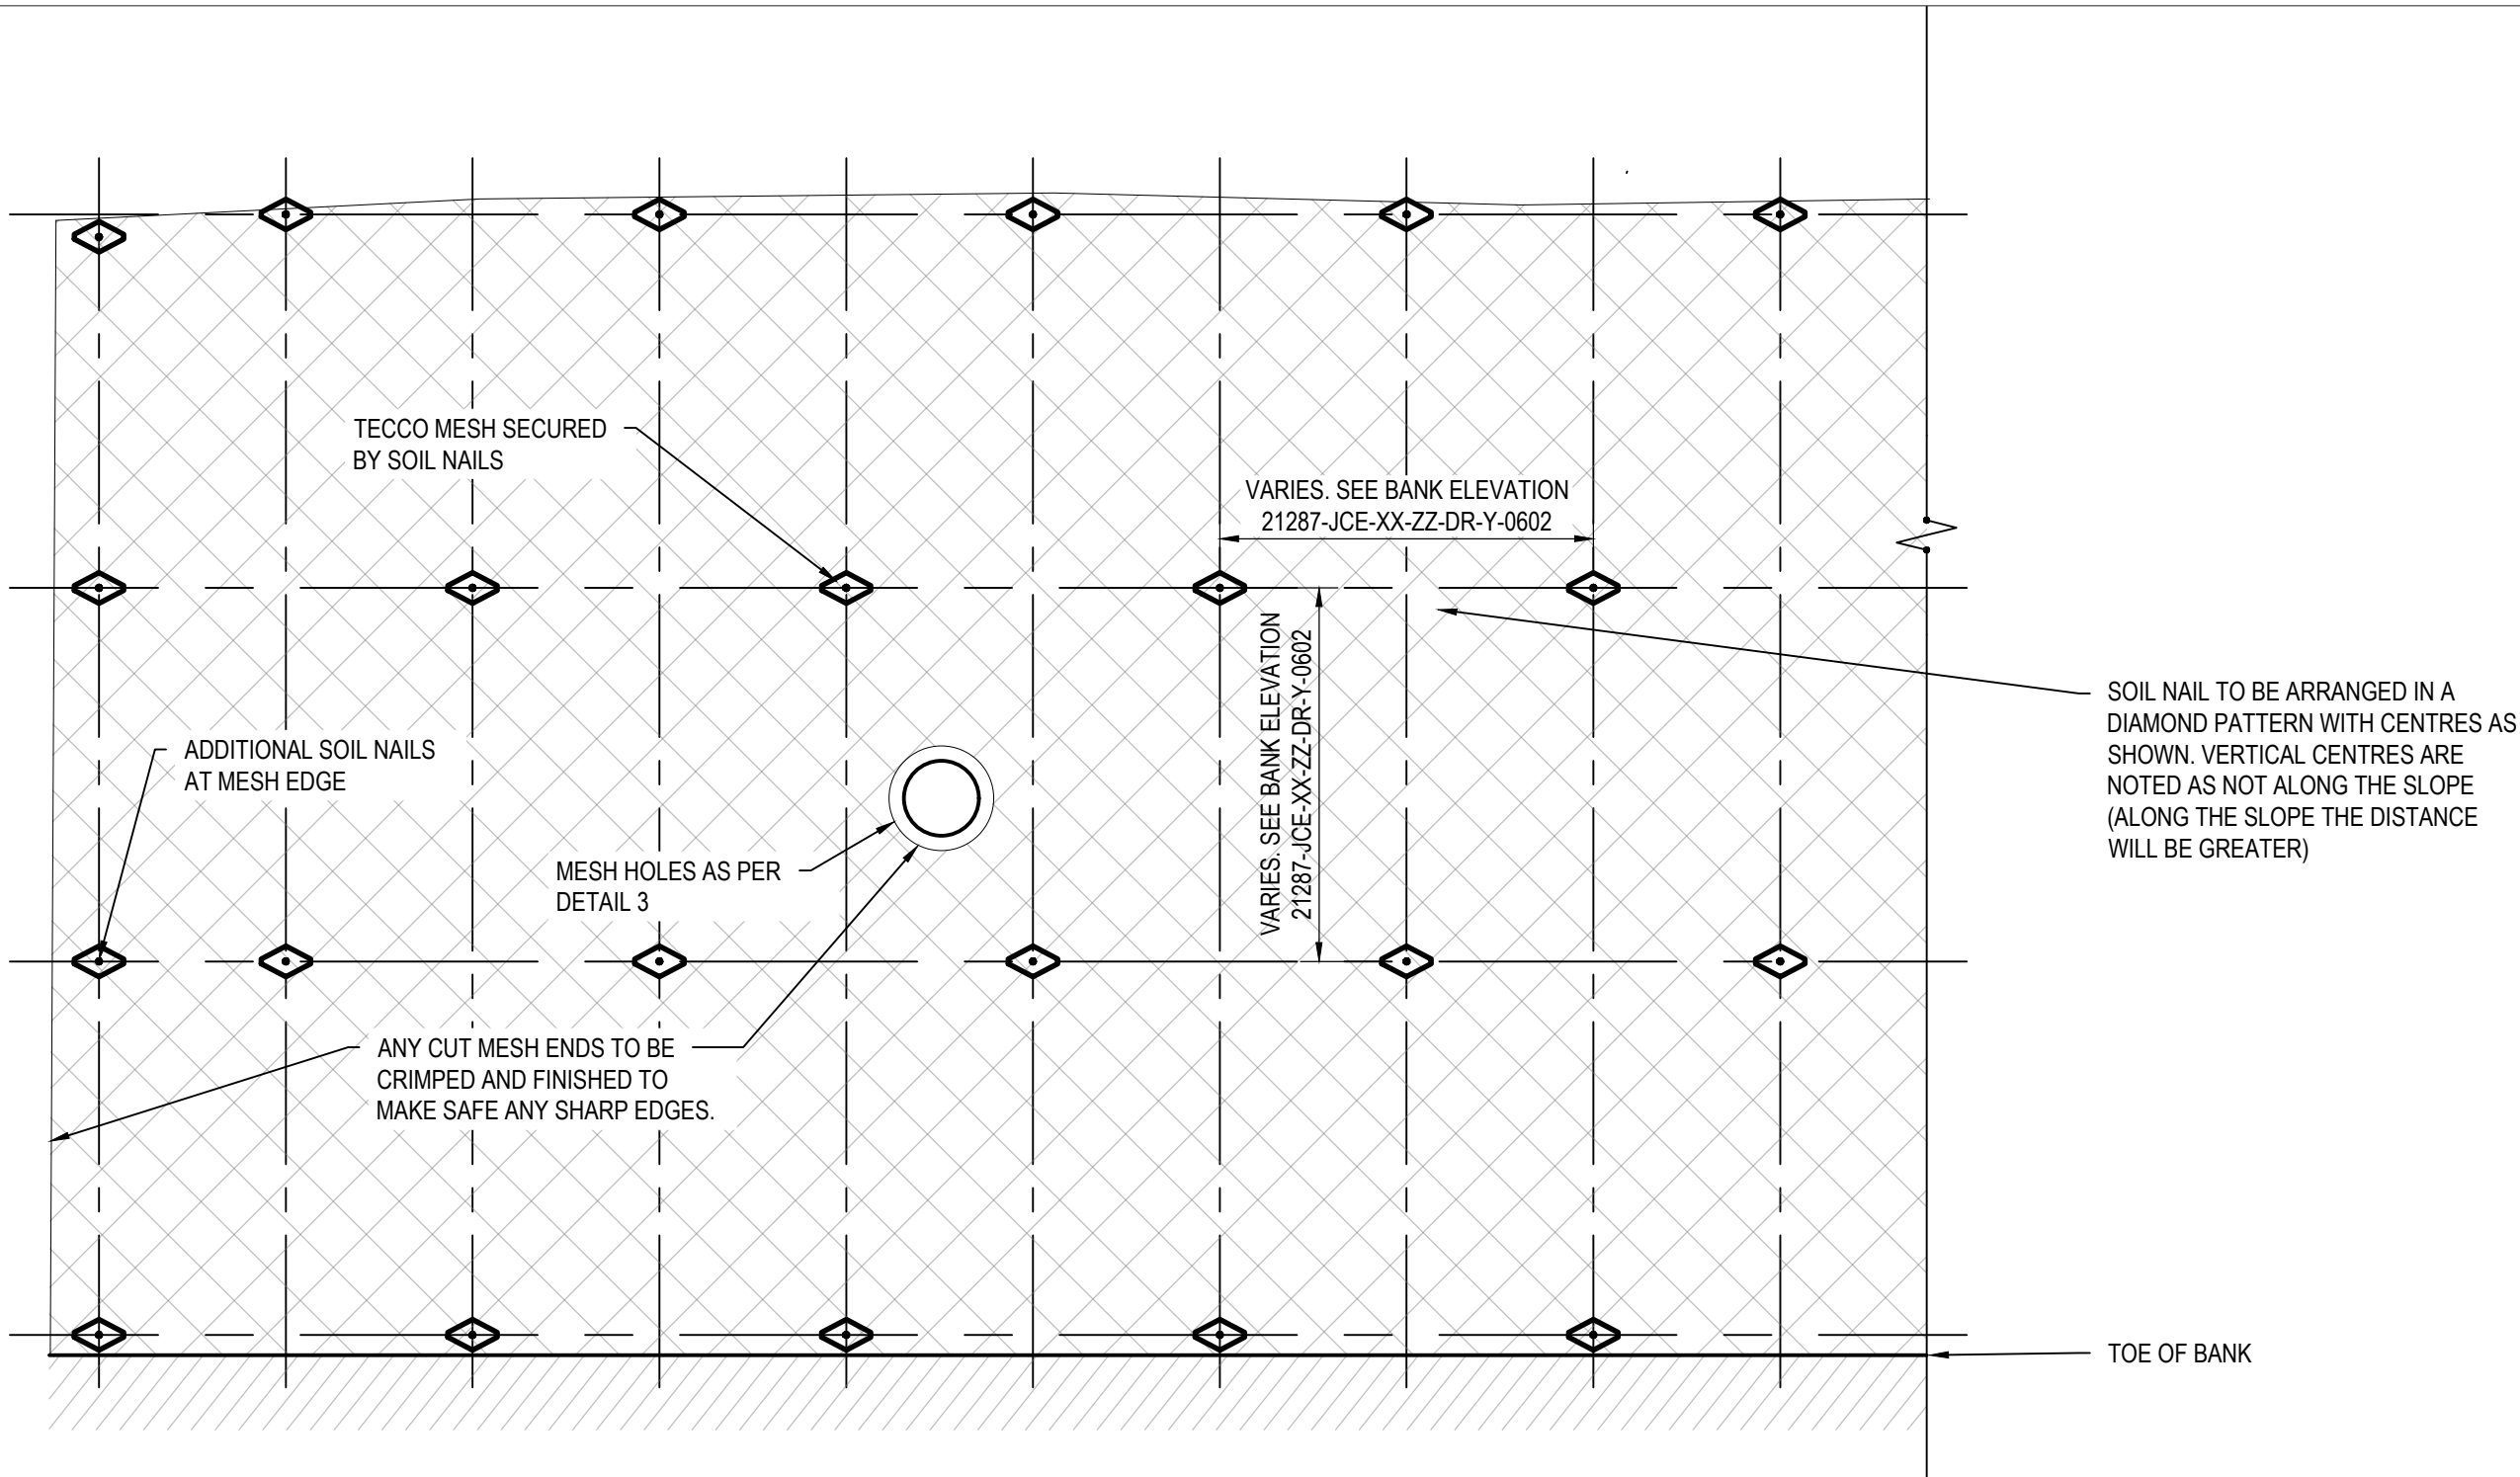 TECCO MESH SECURED
BY SOIL NAILS
VARIES. SEE BANK ELEVATION
21287-JCE-XX-ZZ-DR-Y-0602
VARIES. SEE BANK ELEVATION
21287-JCE-XX-ZZ-DR-Y-0602
SOIL NAIL TO BE ARRANGED IN A
DIAMOND PATTERN WITH CENTRES AS
SHOWN. VERTICAL CENTRES ARE
NOTED AS NOT ALONG THE SLOPE
(ALONG THE SLOPE THE DISTANCE
WILL BE GREATER)
ADDITIONAL SOIL NAILS
AT MESH EDGE
MESH HOLES AS PER
DETAIL 3
ANY CUT MESH ENDS TO BE
CRIMPED AND FINISHED TO
MAKE SAFE ANY SHARP EDGES.
TOE OF BANK